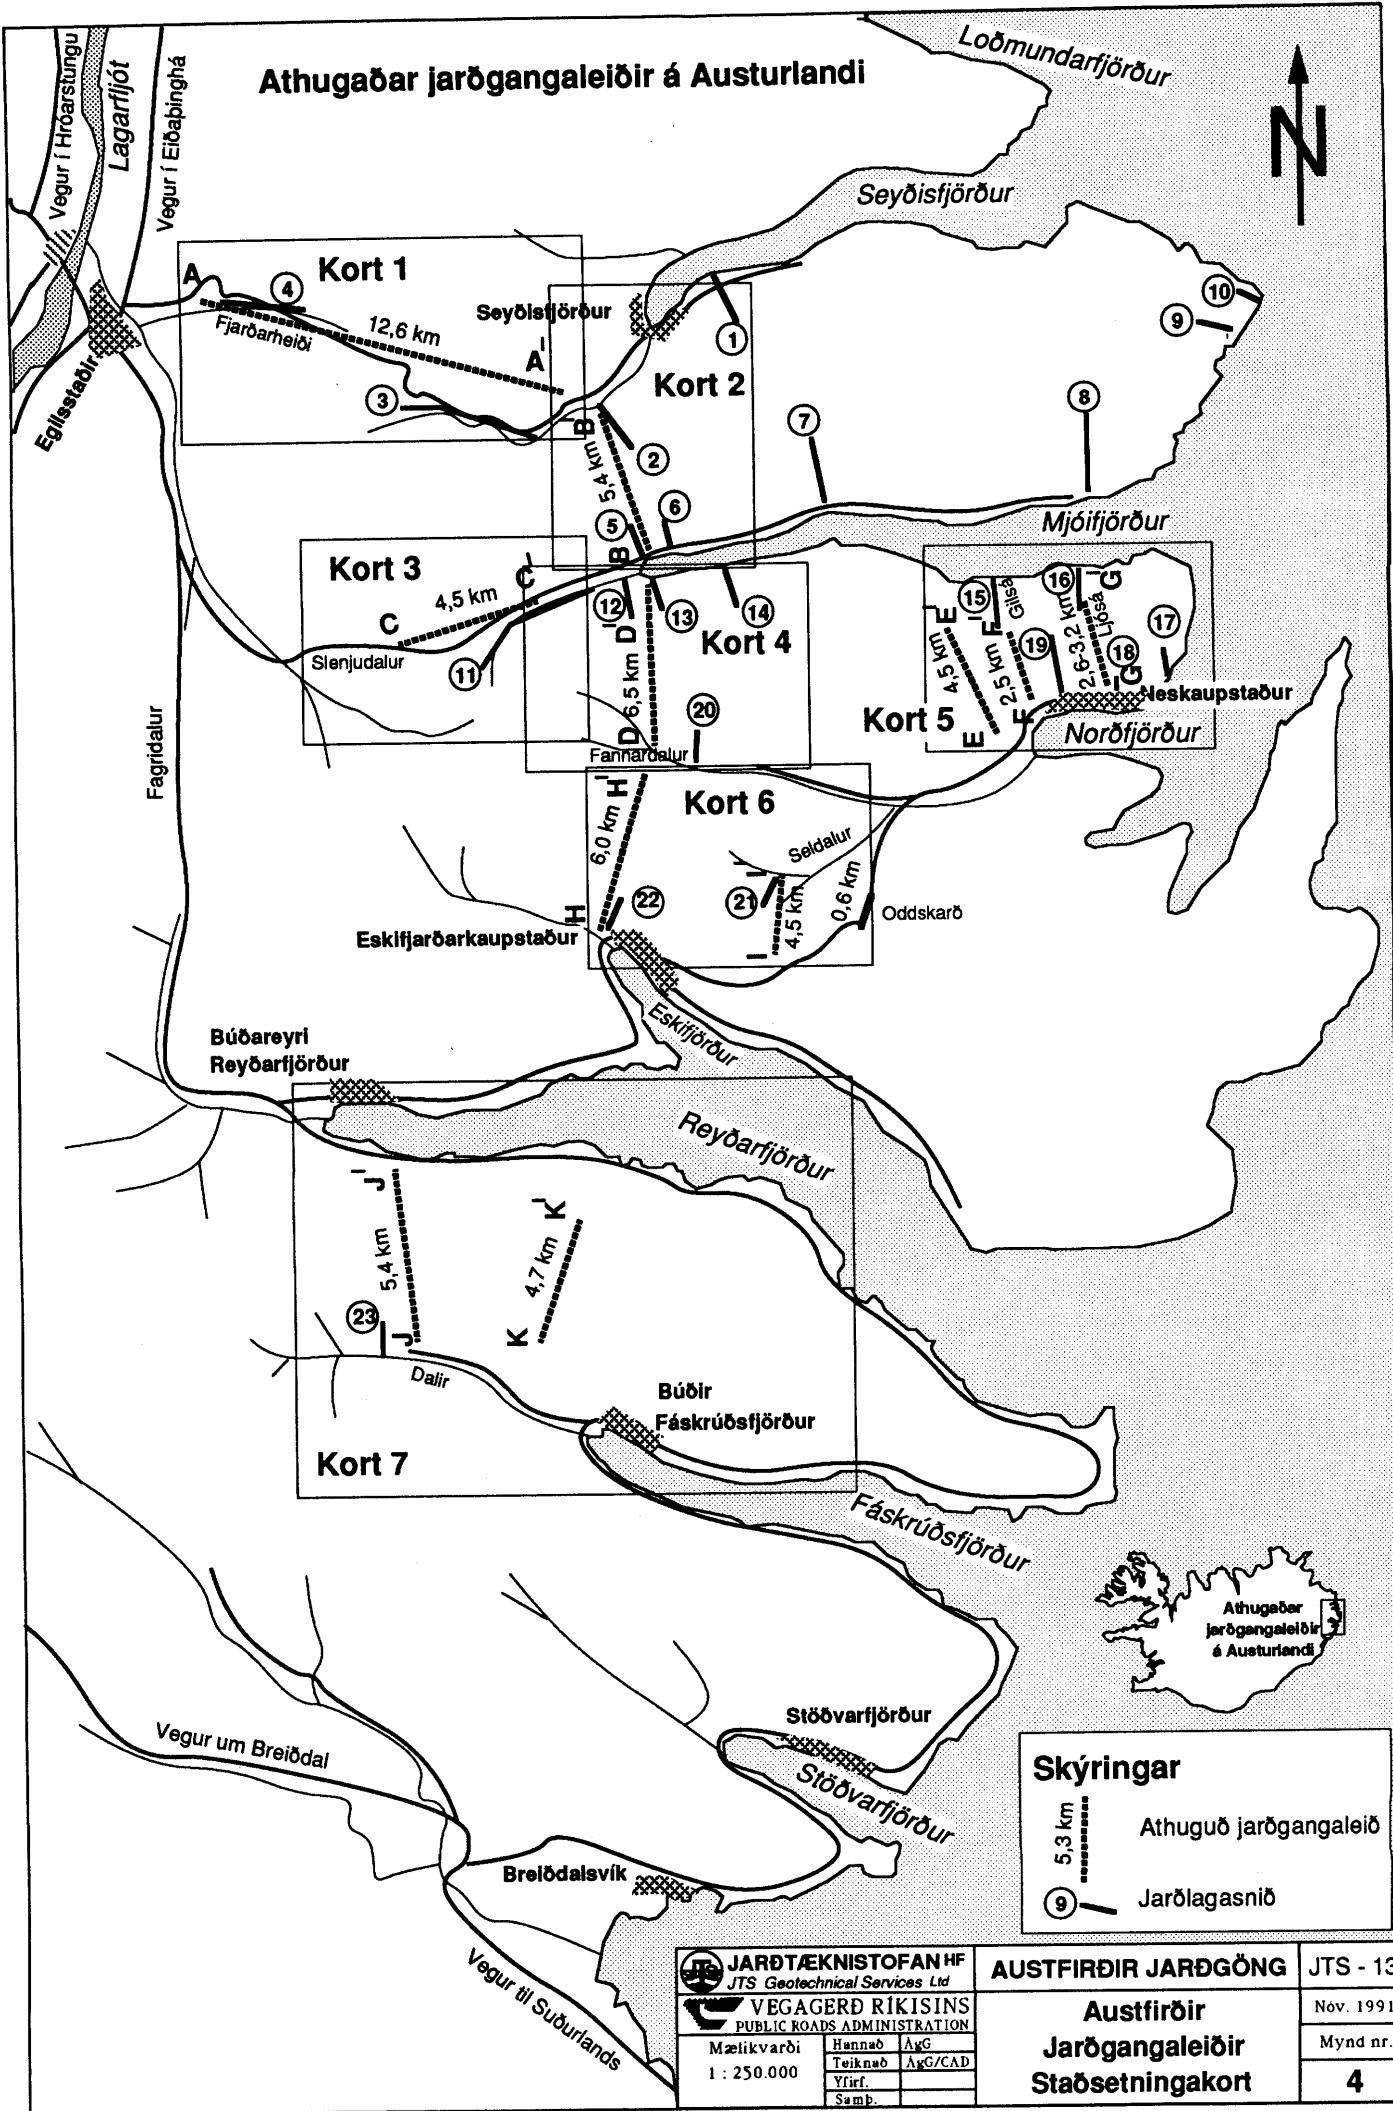 Athugaðar jarðgangaleiðir á Austurlandi
Loðmundarfjörður
N
Vegur í Hróarstungu
Lagarfljót
Vegur í Eiðaþinghá
Seyðisfjörður
Kort 1
A
4
Fjarðarheiði
12,6 km
A'
3
Egilsstaðir
Seyðisfjörður
1
Kort 2
B'
2
5,4 km
5
6
B
7
8
9
10
Mjóifjörður
Kort 3
C'
4,5 km
C
Slenjudalur
11
12
13
14
D'
Kort 4
6,5 km
D
20
Fannardalur
15
Gilsá
16
G'
17
E'
F'
19
2,6-3,2 km
Ljósá
18
4,5 km
2,5 km
G
Neskaupstaður
Kort 5
E
F
Norðfjörður
Fagridalur
Kort 6
H'
6,0 km
Seldalur
I'
22
21
0,6 km
4,5 km
H
Oddskarð
Eskifjarðarkaupstaður
I
Eskifjörður
Búðareyri
Reyðarfjörður
Reyðarfjörður
J'
K'
5,4 km
4,7 km
23
J
K
Dalir
Búðir
Fáskrúðsfjörður
Kort 7
Fáskrúðsfjörður
Athugaðar
jarðgangaleiðir
á Austurlandi
Stöðvarfjörður
Stöðvarfjörður
Vegur um Breiðdal
Breiðdalsvík
Vegur til Suðurlands
Skýringar
5,3 km
Athuguð jarðgangaleið
9
Jarðlagasnið
JARÐTÆKNISTOFAN HF
JTS Geotechnical Services Ltd
VEGAGERÐ RÍKISINS
PUBLIC ROADS ADMINISTRATION
Mælikvarði
1 : 250.000
Hannað ÁgG
Teiknað ÁgG/CAD
Yfirf.
Samþ.
AUSTFIRÐIR JARÐGÖNG
Austfirðir
Jarðgangaleiðir
Staðsetningakort
JTS - 13
Nóv. 1991
Mynd nr.
4